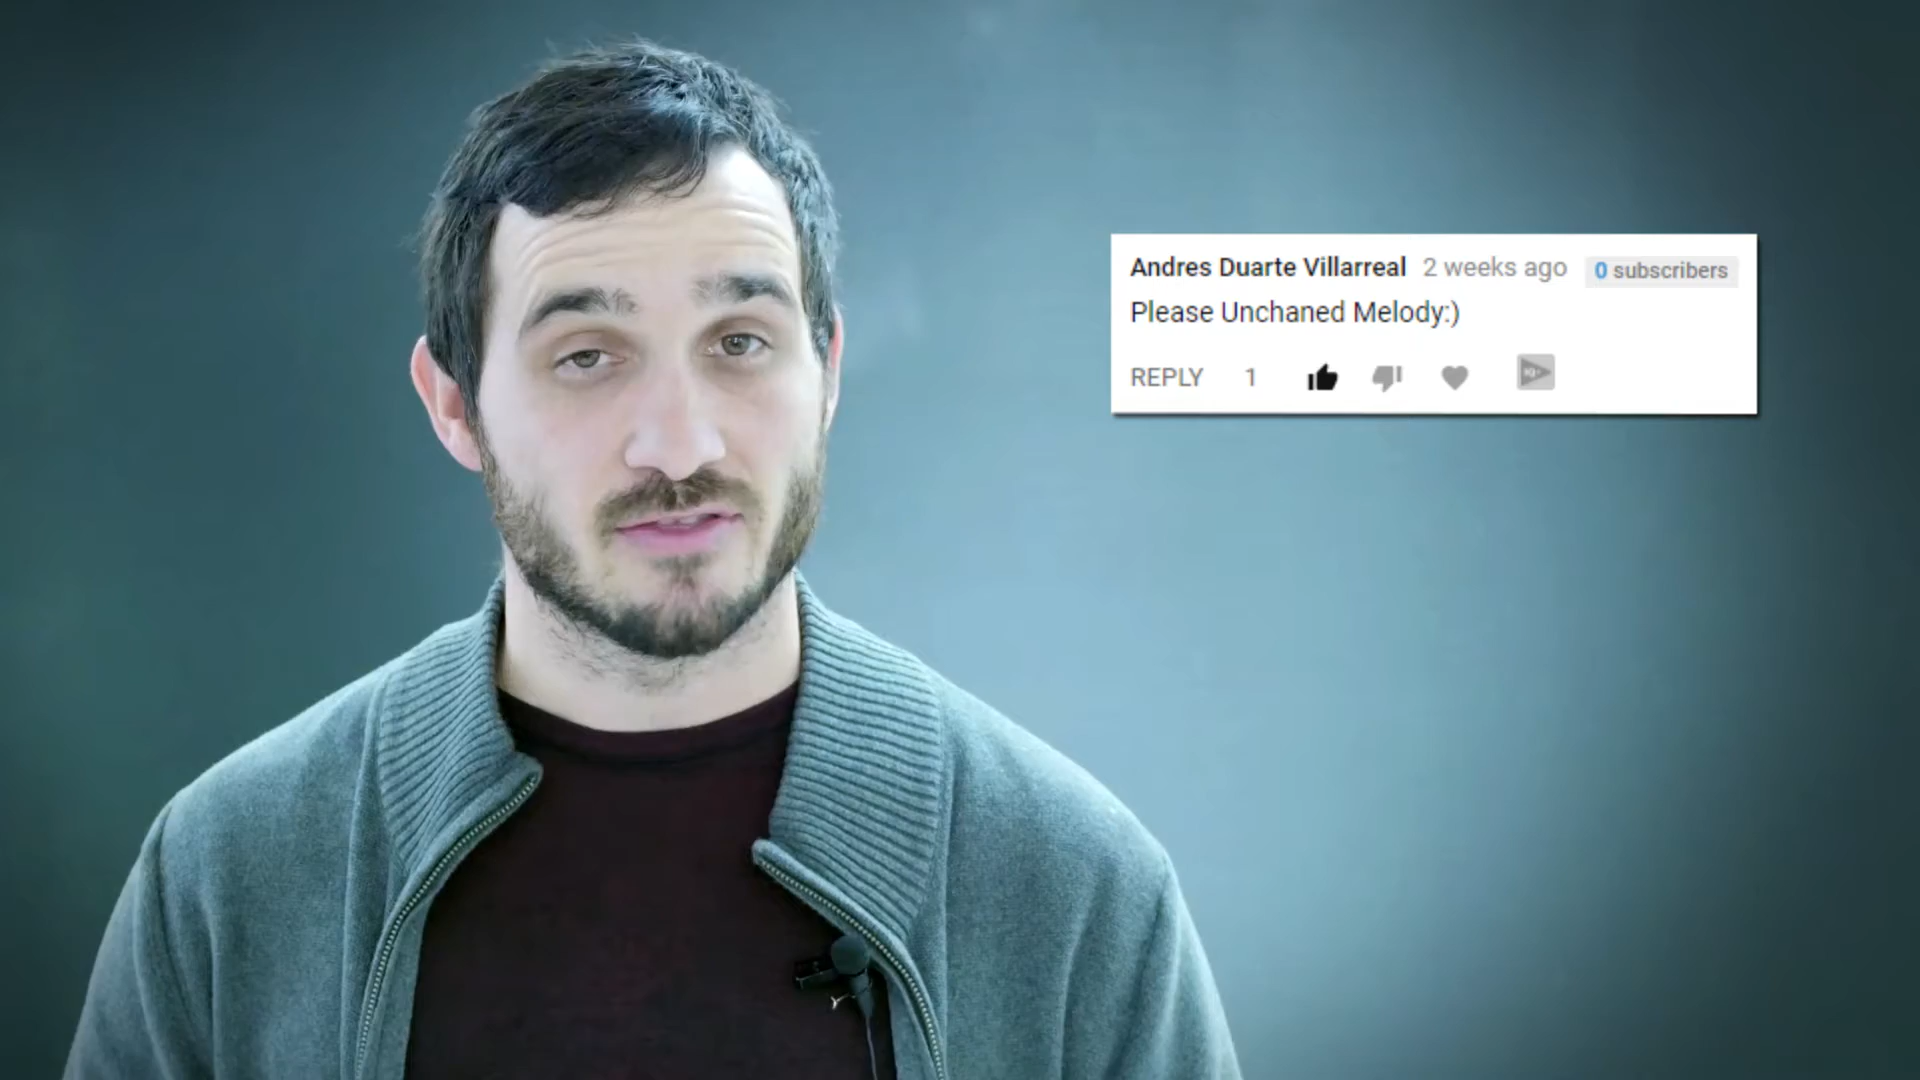 Andres Duarte Villarreal 2 weeks ago 0 subscribers
Please Unchaned Melody:)
REPLY 1